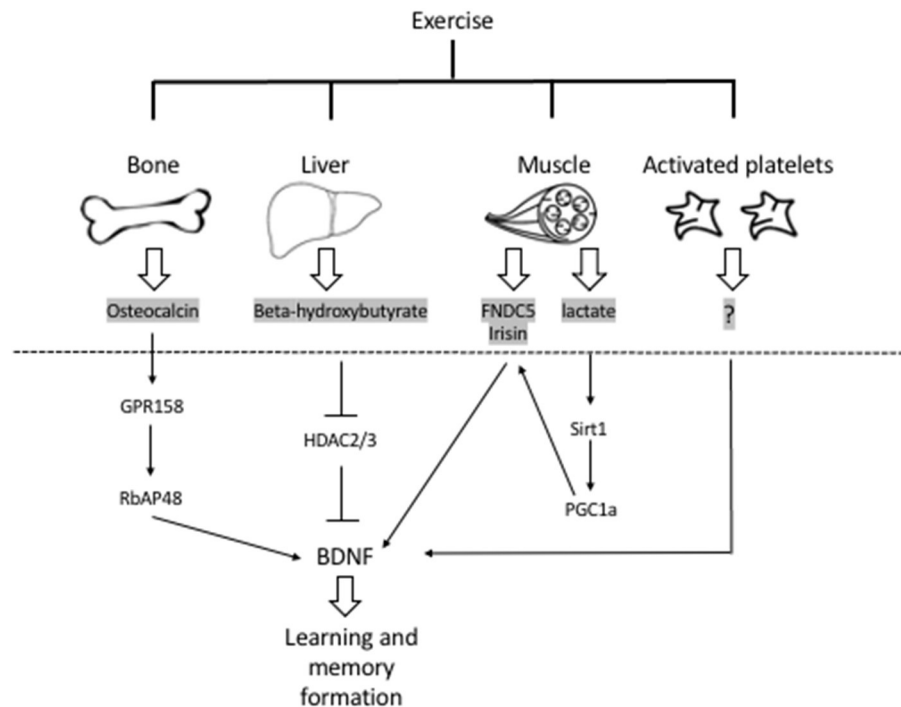 Exercise
Bone
Liver
Muscle
Activated platelets
Osteocalcin
Beta-hydroxybutyrate
FNDC5
Irisin
lactate
?
GPR158
HDAC2/3
Sirt1
RbAP48
PGC1a
BDNF
Learning and
memory
formation